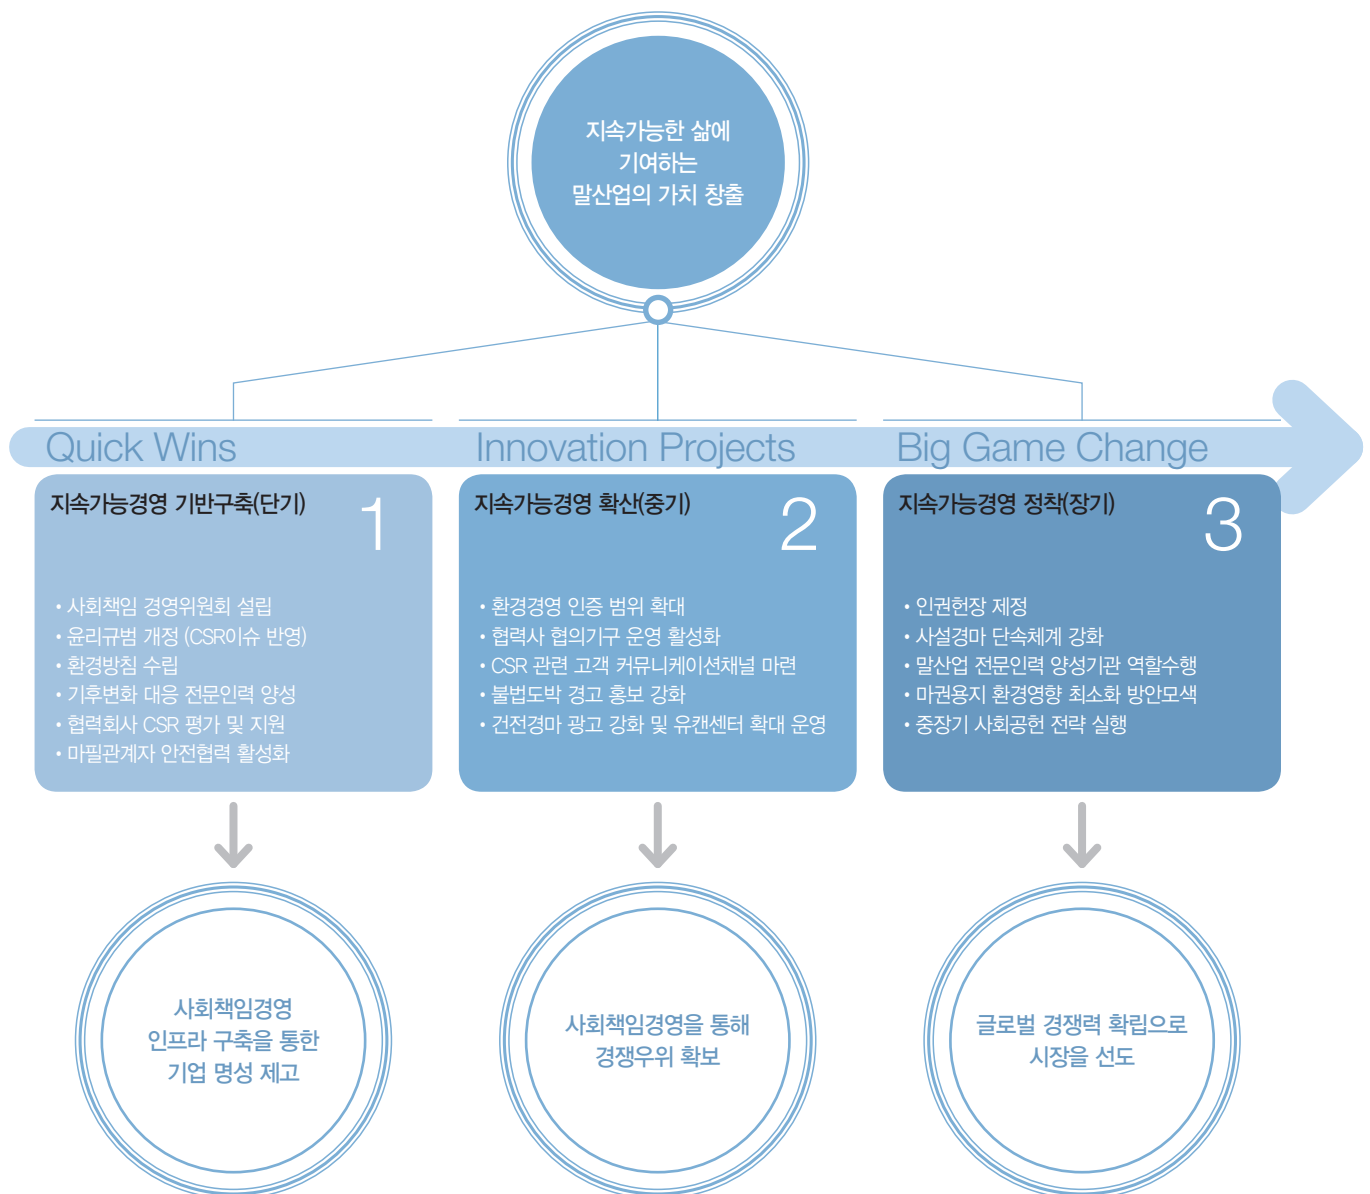 지속가능한 삶에
기여하는
말산업의 가치 창출
Quick Wins
Innovation Projects
Big Game Change
지속가능경영 기반구축(단기)
1
• 사회책임 경영위원회 설립
• 윤리규범 개정 (CSR이슈 반영)
• 환경방침 수립
• 기후변화 대응 전문인력 양성
• 협력회사 CSR 평가 및 지원
• 마필관계자 안전협력 활성화
지속가능경영 확산(중기)
2
• 환경경영 인증 범위 확대
• 협력사 협의기구 운영 활성화
• CSR 관련 고객 커뮤니케이션채널 마련
• 불법도박 경고 홍보 강화
• 건전경마 광고 강화 및 유캔센터 확대 운영
지속가능경영 정착(장기)
3
• 인권헌장 제정
• 사설경마 단속체계 강화
• 말산업 전문인력 양성기관 역할수행
• 마권용지 환경영향 최소화 방안모색
• 중장기 사회공헌 전략 실행
사회책임경영
인프라 구축을 통한
기업 명성 제고
사회책임경영을 통해
경쟁우위 확보
글로벌 경쟁력 확립으로
시장을 선도